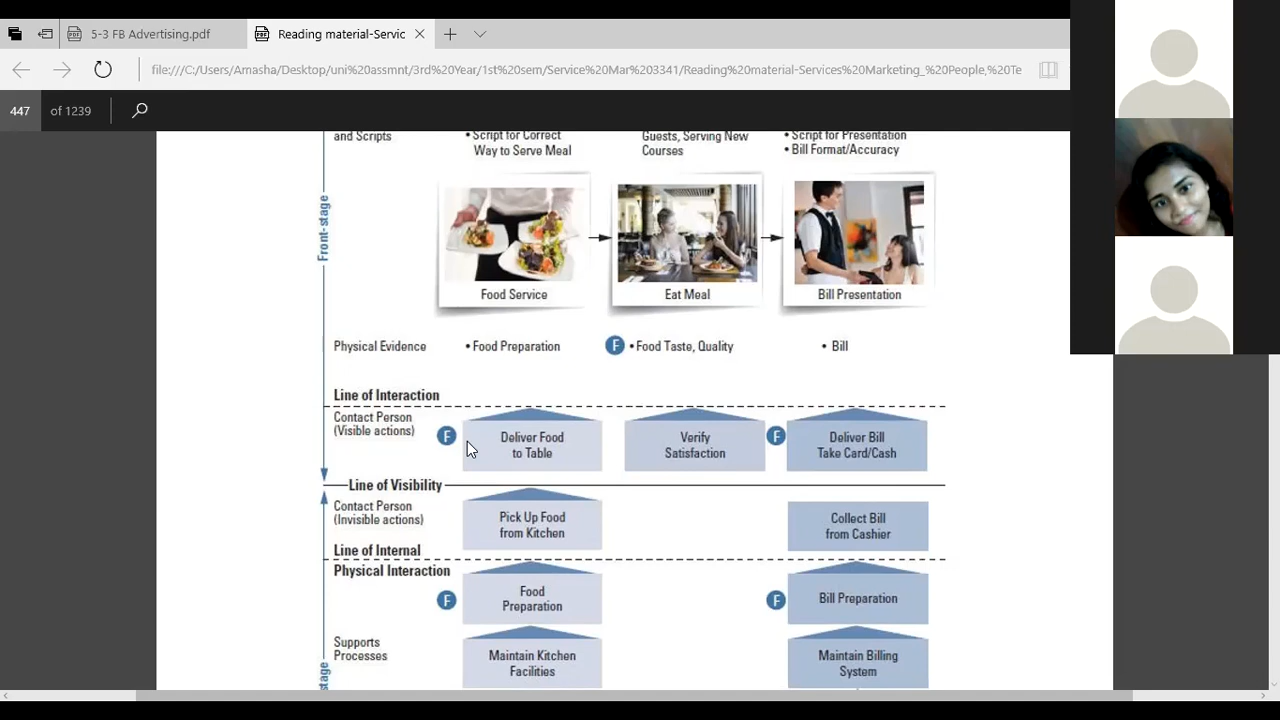 5-3 FB Advertising.pdf
Reading material-Servic
file:///C:/Users/Amasha/Desktop/uni%20assmnt/3rd%20Year/1st%20sem/Service%20Mar%203341/Reading%20material-Services%20Marketing_%20People,%20Te
447 of 1239
and Scripts
• Script for Correct
Way to Serve Meal
Guests, Serving New
Courses
• Script for Presentation
• Bill Format/Accuracy
Front-stage
Food Service
Eat Meal
Bill Presentation
Physical Evidence
• Food Preparation
F • Food Taste, Quality
• Bill
Line of Interaction
Contact Person
(Visible actions)
F
Deliver Food
to Table
Verify
Satisfaction
F
Deliver Bill
Take Card/Cash
Line of Visibility
Contact Person
(Invisible actions)
Pick Up Food
from Kitchen
Collect Bill
from Cashier
Line of Internal
Physical Interaction
F
Food
Preparation
F
Bill Preparation
Supports
Processes
Maintain Kitchen
Facilities
Maintain Billing
System
stage